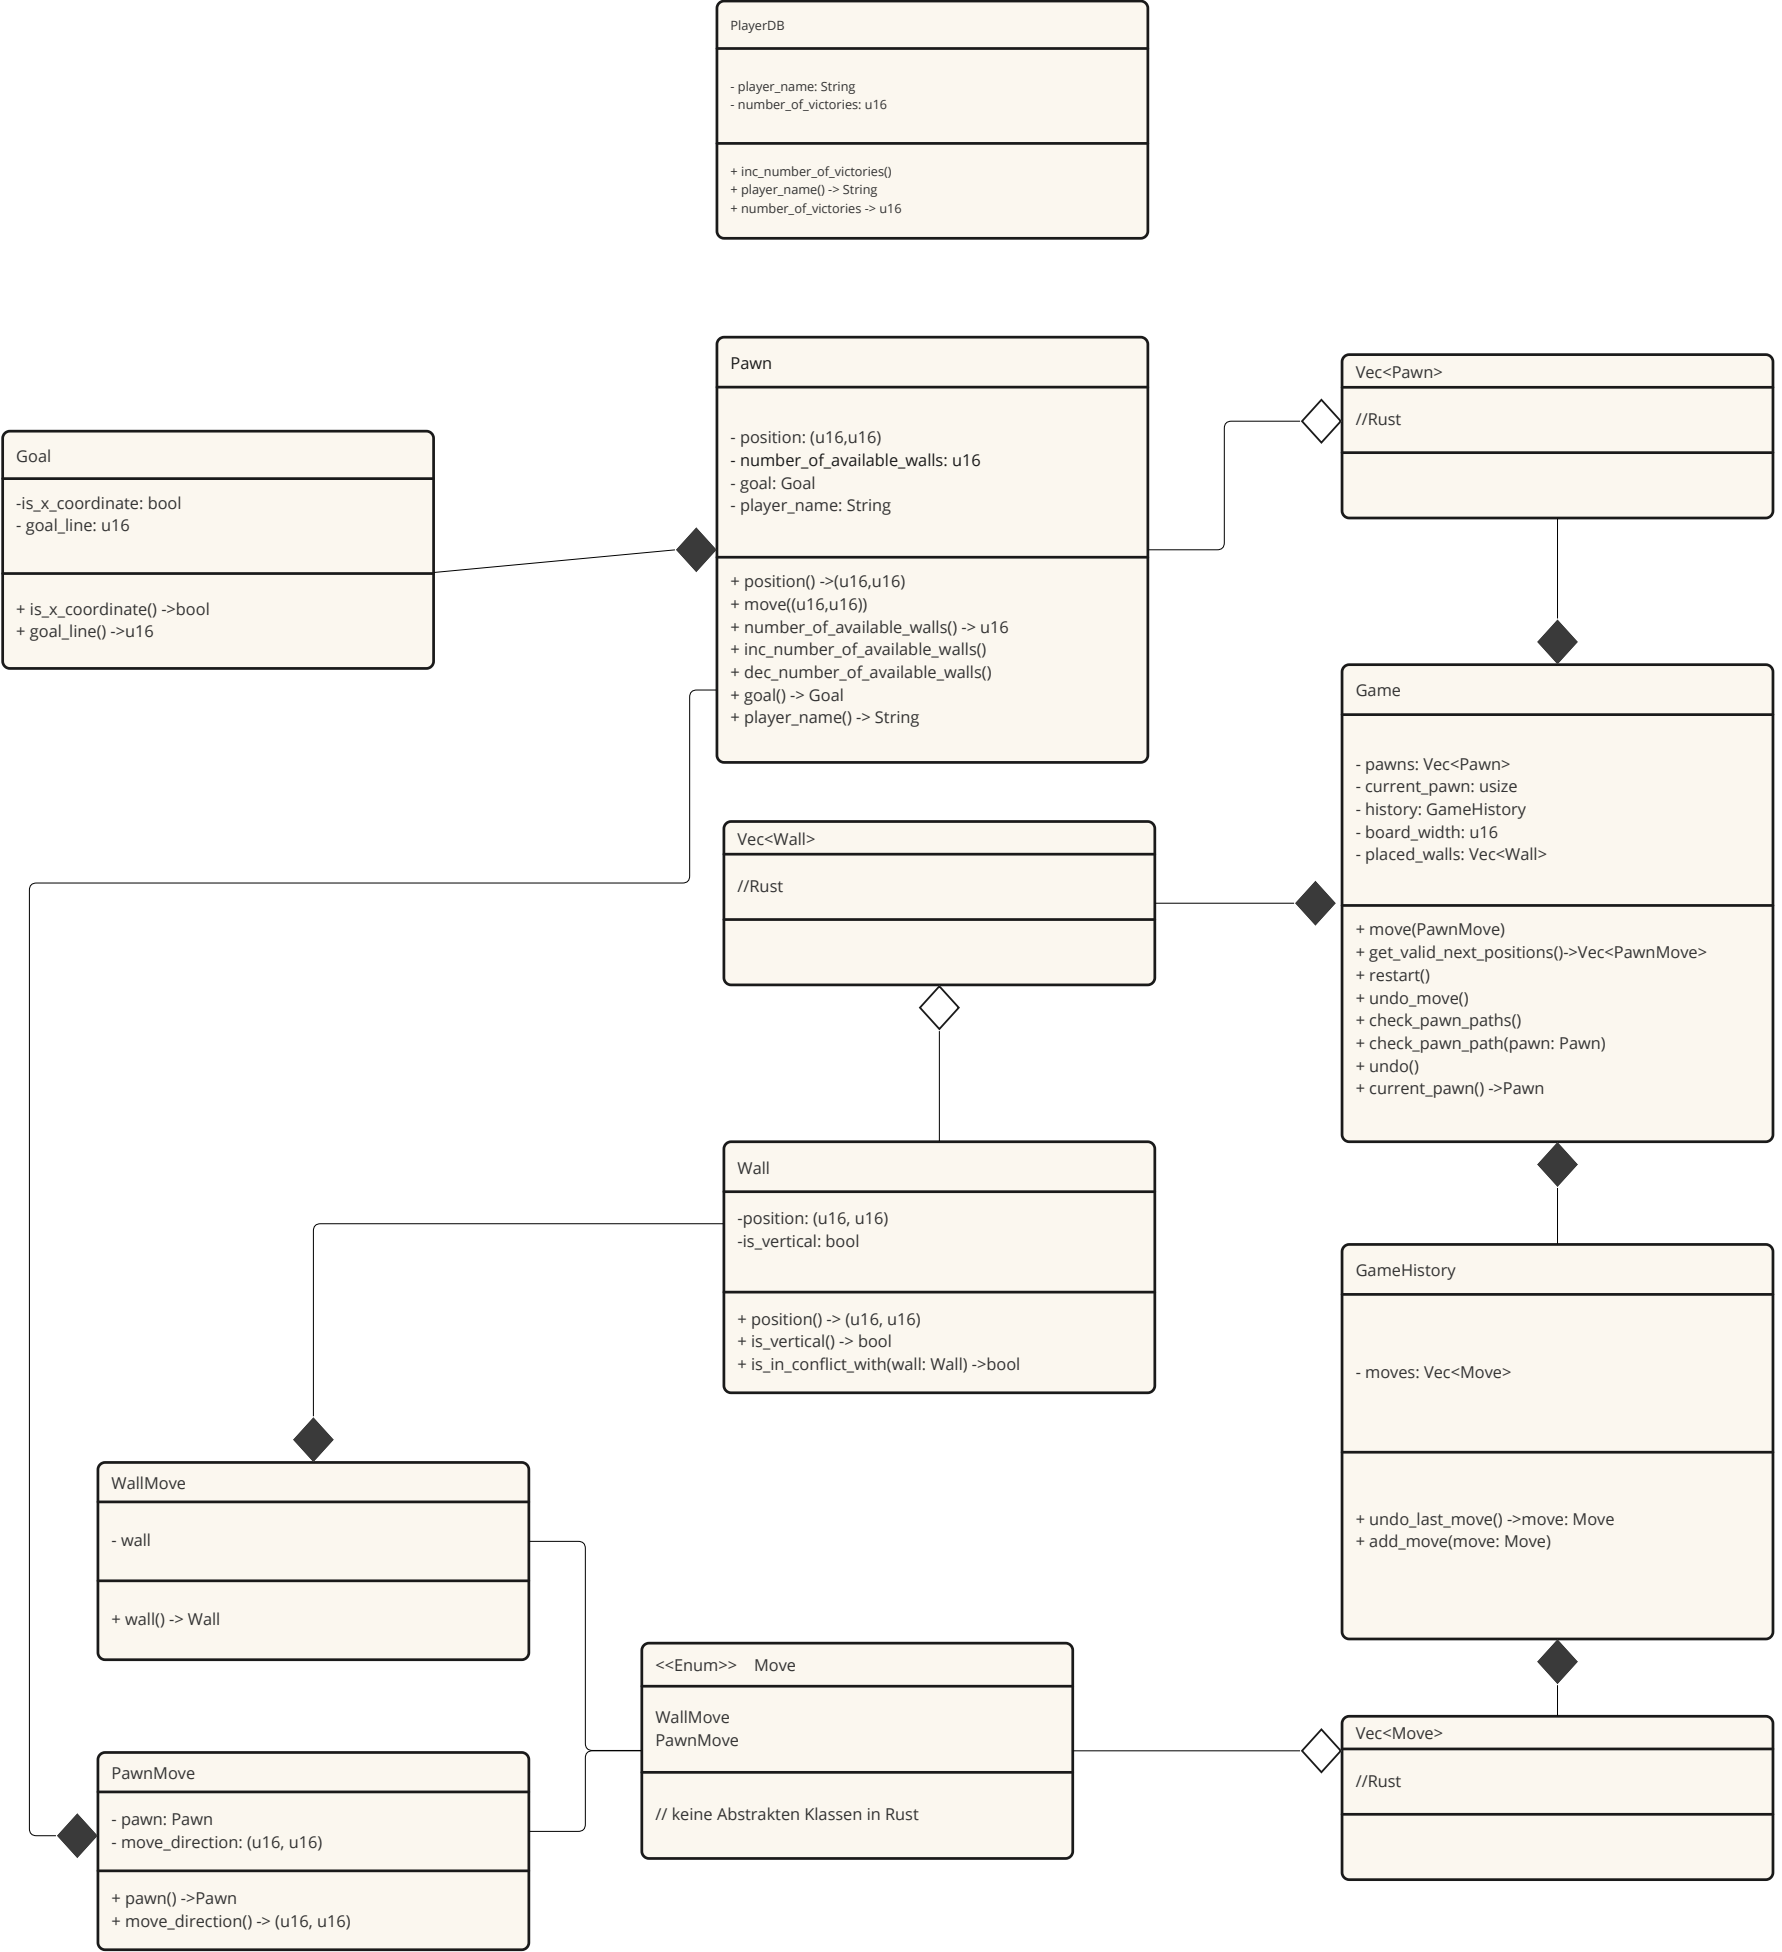 PlayerDB
- player_name: String
- number_of_victories: u16
+ inc_number_of_victories()
+ player_name() -> String
+ number_of_victories -> u16
Pawn
- position: (u16,u16)
- number_of_available_walls: u16
- goal: Goal
- player_name: String
+ position() ->(u16,u16)
+ move((u16,u16))
+ number_of_available_walls() -> u16
+ inc_number_of_available_walls()
+ dec_number_of_available_walls()
+ goal() -> Goal
+ player_name() -> String
Vec<Pawn>
//Rust
Goal
-is_x_coordinate: bool
- goal_line: u16
+ is_x_coordinate() ->bool
+ goal_line() ->u16
Game
- pawns: Vec<Pawn>
- current_pawn: usize
- history: GameHistory
- board_width: u16
- placed_walls: Vec<Wall>
+ move(PawnMove)
+ get_valid_next_positions()->Vec<PawnMove>
+ restart()
+ undo_move()
+ check_pawn_paths()
+ check_pawn_path(pawn: Pawn)
+ undo()
+ current_pawn() ->Pawn
Vec<Wall>
//Rust
Wall
-position: (u16, u16)
-is_vertical: bool
+ position() -> (u16, u16)
+ is_vertical() -> bool
+ is_in_conflict_with(wall: Wall) ->bool
GameHistory
- moves: Vec<Move>
+ undo_last_move() ->move: Move
+ add_move(move: Move)
WallMove
- wall
+ wall() -> Wall
<<Enum>> Move
WallMove
PawnMove
// keine Abstrakten Klassen in Rust
Vec<Move>
//Rust
PawnMove
- pawn: Pawn
- move_direction: (u16, u16)
+ pawn() ->Pawn
+ move_direction() -> (u16, u16)